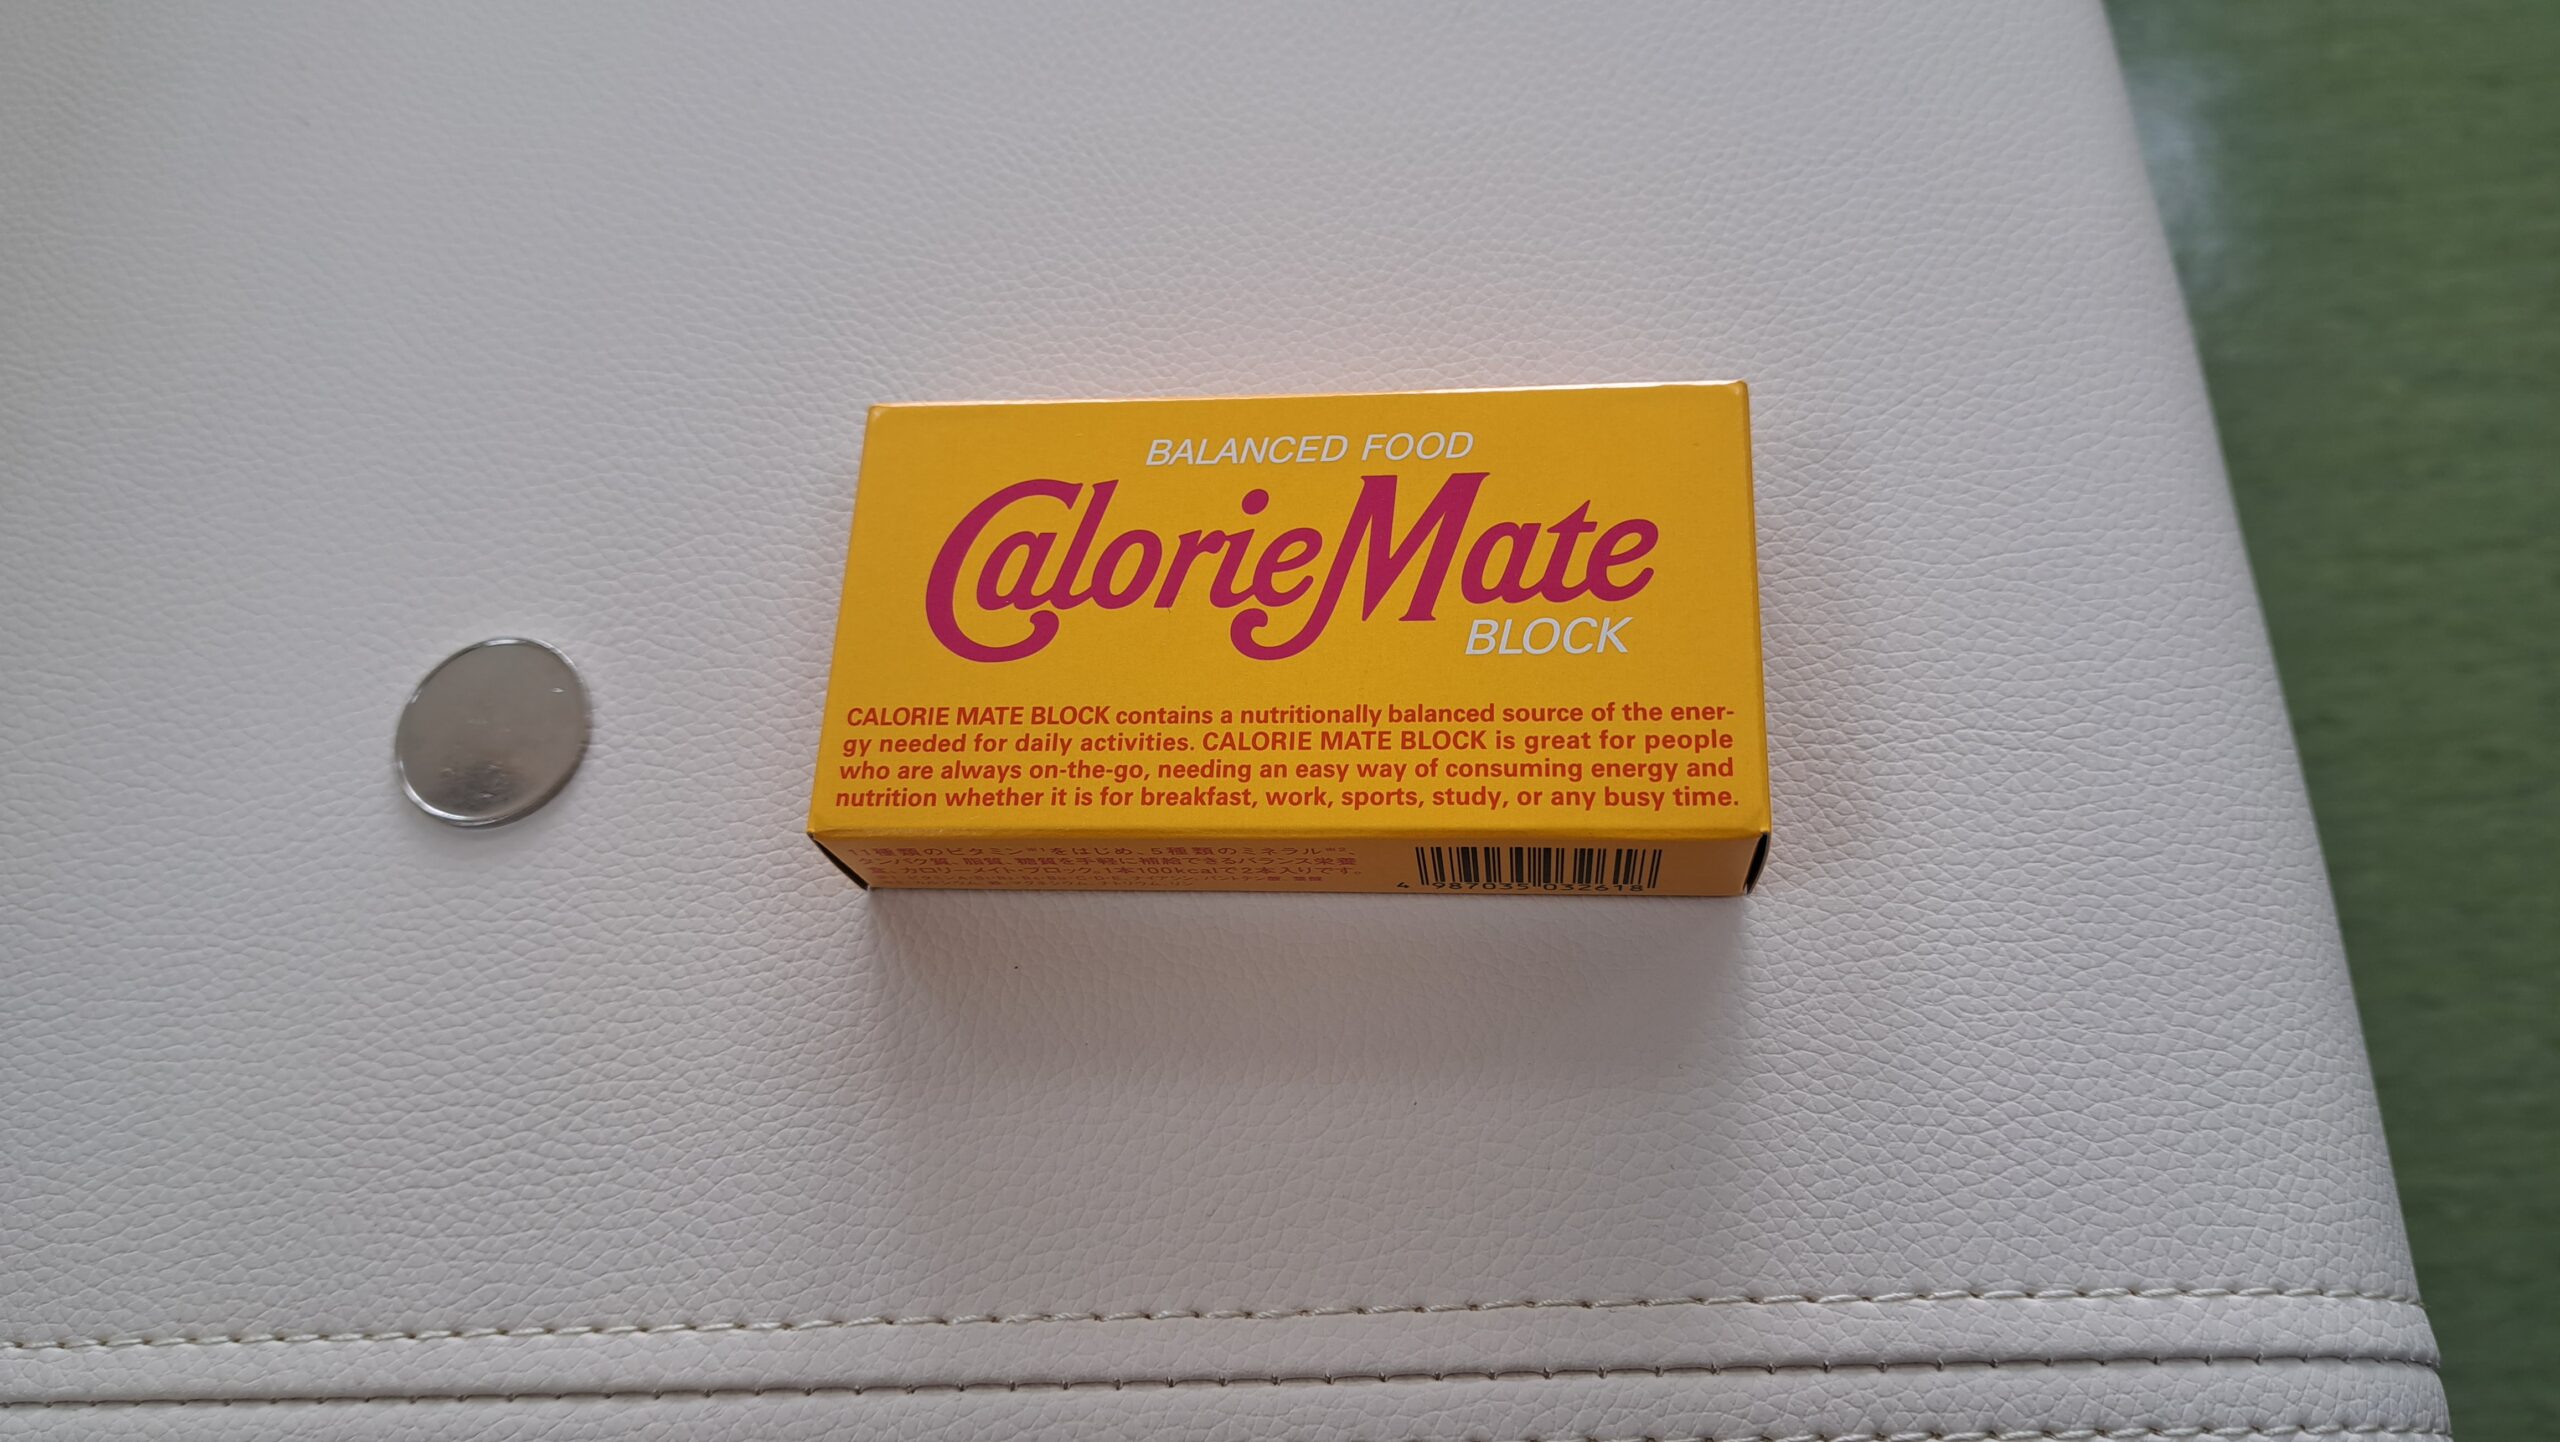 BALANCED FOOD
CalorieMate
BLOCK
CALORIE MATE BLOCK contains a nutritionally balanced source of the ener-
gy needed for daily activities. CALORIE MATE BLOCK is great for people
who are always on-the-go, needing an easy way of consuming energy and
nutrition whether it is for breakfast, work, sports, study, or any busy time.
11種類のビタミン※1をはじめ、5種類のミネラル※2、
タンパク質、脂質、糖質を手軽に補給できるバランス栄養
食、カロリーメイト・ブロック。1本100kcalで2本入りです。
4 987035 032618